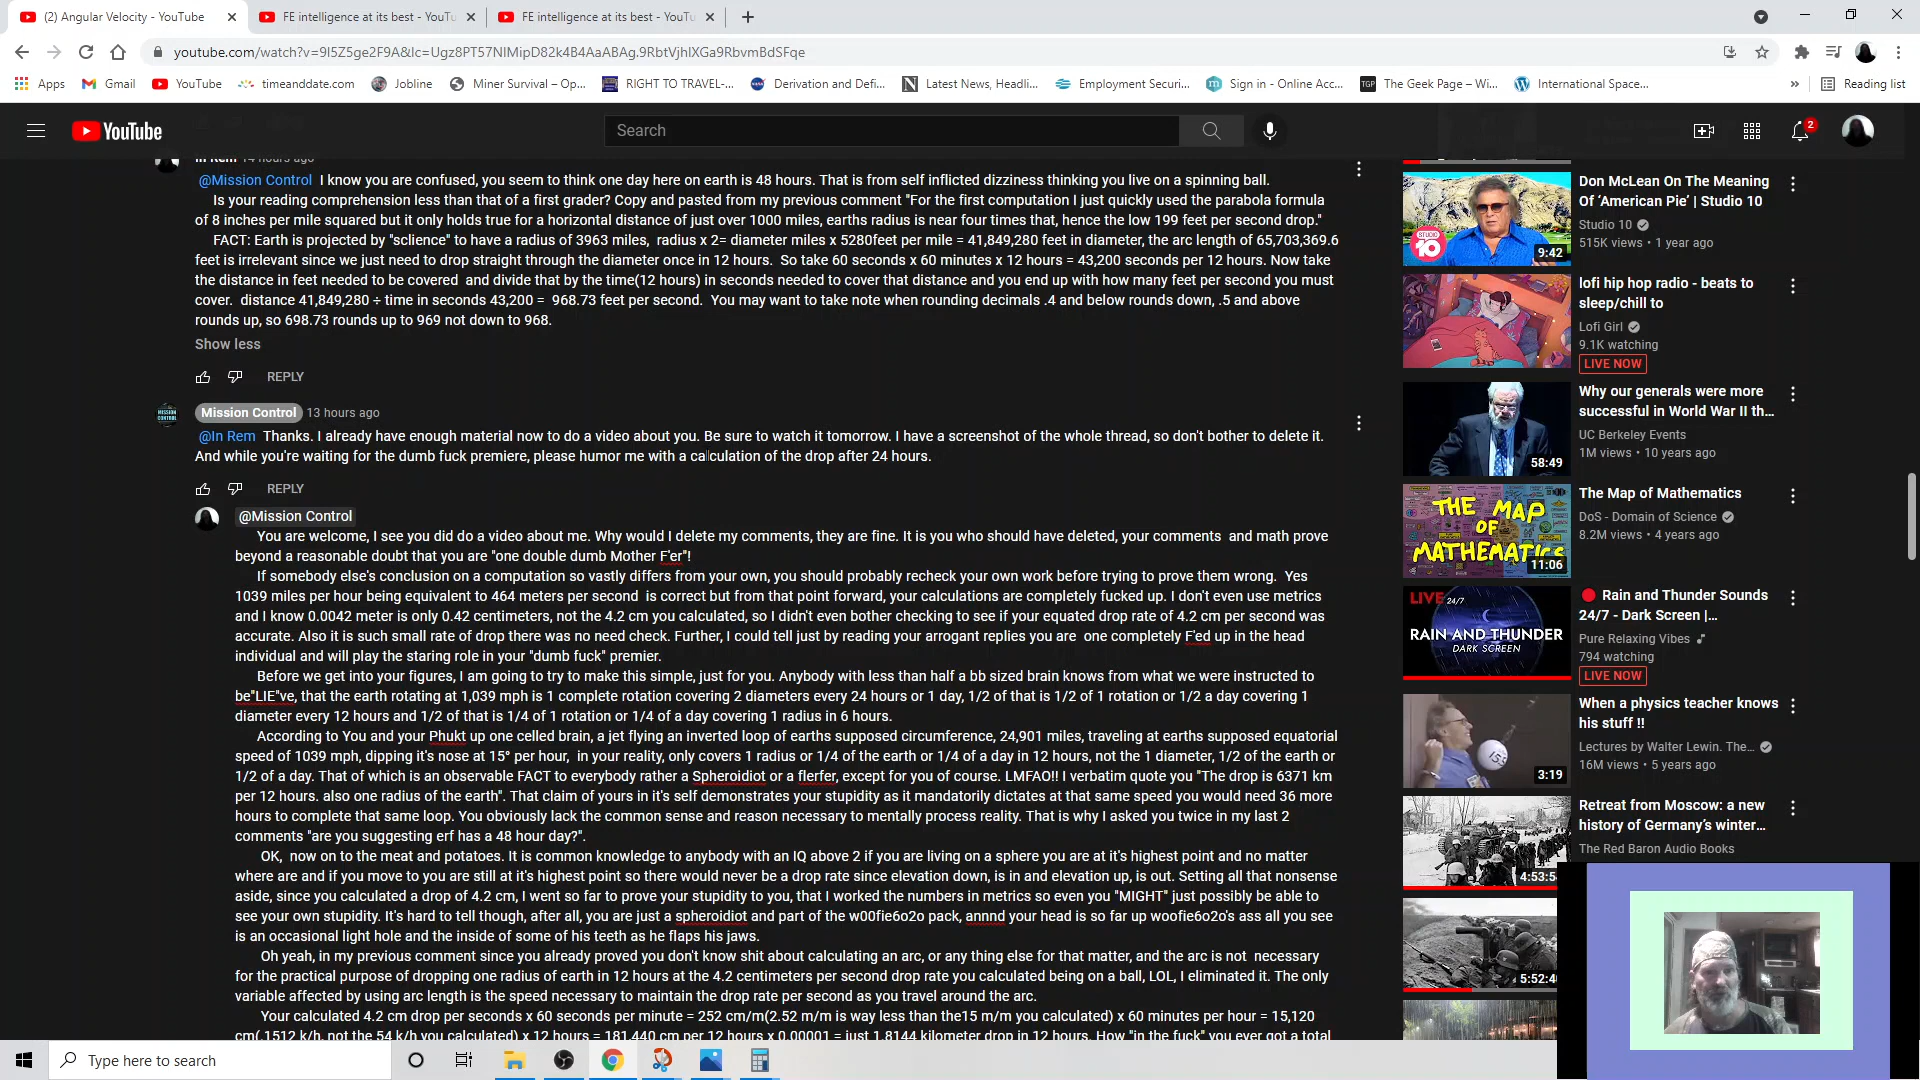 (2) Angular Velocity - YouTube
FE intelligence at its best - YouTu
FE intelligence at its best - YouTu
youtube.com/watch?v=9I5Z5ge2F9A&lc=Ugz8PT57NIMipD82k4B4AaABAg.9RbtVjhlXGa9RbvmBdSFqe
Apps
Gmail
YouTube
timeanddate.com
Jobline
Miner Survival – Op...
RIGHT TO TRAVEL-...
Derivation and Defi...
Latest News, Headli...
Employment Securi...
Sign in - Online Acc...
TGP
The Geek Page – Wi...
International Space...
»
Reading list
YouTube
Search
2
In Rem 14 hours ago
@Mission Control I know you are confused, you seem to think one day here on earth is 48 hours. That is from self inflicted dizziness thinking you live on a spinning ball.
Is your reading comprehension less than that of a first grader? Copy and pasted from my previous comment "For the first computation I just quickly used the parabola formula
of 8 inches per mile squared but it only holds true for a horizontal distance of just over 1000 miles, earths radius is near four times that, hence the low 199 feet per second drop."
FACT: Earth is projected by "sclience" to have a radius of 3963 miles, radius x 2= diameter miles x 5280feet per mile = 41,849,280 feet in diameter, the arc length of 65,703,369.6
feet is irrelevant since we just need to drop straight through the diameter once in 12 hours. So take 60 seconds x 60 minutes x 12 hours = 43,200 seconds per 12 hours. Now take
the distance in feet needed to be covered and divide that by the time(12 hours) in seconds needed to cover that distance and you end up with how many feet per second you must
cover. distance 41,849,280 ÷ time in seconds 43,200 = 968.73 feet per second. You may want to take note when rounding decimals .4 and below rounds down, .5 and above
rounds up, so 698.73 rounds up to 969 not down to 968.
Show less
REPLY
Mission Control 13 hours ago
@In Rem Thanks. I already have enough material now to do a video about you. Be sure to watch it tomorrow. I have a screenshot of the whole thread, so don't bother to delete it.
And while you're waiting for the dumb fuck premiere, please humor me with a calculation of the drop after 24 hours.
REPLY
@Mission Control
You are welcome, I see you did do a video about me. Why would I delete my comments, they are fine. It is you who should have deleted, your comments and math prove
beyond a reasonable doubt that you are "one double dumb Mother F'er"!
If somebody else's conclusion on a computation so vastly differs from your own, you should probably recheck your own work before trying to prove them wrong. Yes
1039 miles per hour being equivalent to 464 meters per second is correct but from that point forward, your calculations are completely fucked up. I don't even use metrics
and I know 0.0042 meter is only 0.42 centimeters, not the 4.2 cm you calculated, so I didn't even bother checking to see if your equated drop rate of 4.2 cm per second was
accurate. Also it is such small rate of drop there was no need check. Further, I could tell just by reading your arrogant replies you are one completely F'ed up in the head
individual and will play the staring role in your "dumb fuck" premier.
Before we get into your figures, I am going to try to make this simple, just for you. Anybody with less than half a bb sized brain knows from what we were instructed to
be"LIE"ve, that the earth rotating at 1,039 mph is 1 complete rotation covering 2 diameters every 24 hours or 1 day, 1/2 of that is 1/2 of 1 rotation or 1/2 a day covering 1
diameter every 12 hours and 1/2 of that is 1/4 of 1 rotation or 1/4 of a day covering 1 radius in 6 hours.
According to You and your Phukt up one celled brain, a jet flying an inverted loop of earths supposed circumference, 24,901 miles, traveling at earths supposed equatorial
speed of 1039 mph, dipping it's nose at 15° per hour, in your reality, only covers 1 radius or 1/4 of the earth or 1/4 of a day in 12 hours, not the 1 diameter, 1/2 of the earth or
1/2 of a day. That of which is an observable FACT to everybody rather a Spheroidiot or a flerfer, except for you of course. LMFAO!! I verbatim quote you "The drop is 6371 km
per 12 hours. also one radius of the earth". That claim of yours in it's self demonstrates your stupidity as it mandatorily dictates at that same speed you would need 36 more
hours to complete that same loop. You obviously lack the common sense and reason necessary to mentally process reality. That is why I asked you twice in my last 2
comments "are you suggesting erf has a 48 hour day?".
OK, now on to the meat and potatoes. It is common knowledge to anybody with an IQ above 2 if you are living on a sphere you are at it's highest point and no matter
where are and if you move to you are still at it's highest point so there would never be a drop rate since elevation down, is in and elevation up, is out. Setting all that nonsense
aside, since you calculated a drop of 4.2 cm, I went so far to prove your stupidity to you, that I worked the numbers in metrics so even you "MIGHT" just possibly be able to
see your own stupidity. It's hard to tell though, after all, you are just a spheroidiot and part of the w00fie6o2o pack, annnd your head is so far up woofie6o2o's ass all you see
is an occasional light hole and the inside of some of his teeth as he flaps his jaws.
Oh yeah, in my previous comment since you already proved you don't know shit about calculating an arc, or any thing else for that matter, and the arc is not necessary
for the practical purpose of dropping one radius of earth in 12 hours at the 4.2 centimeters per second drop rate you calculated being on a ball, LOL, I eliminated it. The only
variable affected by using arc length is the speed necessary to maintain the drop rate per second as you travel around the arc.
Your calculated 4.2 cm drop per seconds x 60 seconds per minute = 252 cm/m(2.52 m/m is way less than the15 m/m you calculated) x 60 minutes per hour = 15,120
cm(.1512 k/h, not the 54 k/h you calculated) x 12 hours = 181,440 cm per 12 hours x 0.00001 = just 1.8144 kilometer drop in 12 hours. How "in the fuck" you ever got a total
STUDIO 10
9:42
Don McLean On The Meaning
Of 'American Pie' | Studio 10
Studio 10
515K views • 1 year ago
lofi hip hop radio - beats to
sleep/chill to
Lofi Girl
9.1K watching
LIVE NOW
58:49
Why our generals were more
successful in World War II th...
UC Berkeley Events
1M views • 10 years ago
THE MAP
OF
MATHEMATICS
11:06
The Map of Mathematics
DoS - Domain of Science
8.2M views • 4 years ago
LIVE 24/7
RAIN AND THUNDER
DARK SCREEN
Rain and Thunder Sounds
24/7 - Dark Screen |...
Pure Relaxing Vibes
794 watching
LIVE NOW
3:19
When a physics teacher knows
his stuff !!
Lectures by Walter Lewin. The...
16M views • 5 years ago
4:53:5
Retreat from Moscow: a new
history of Germany's winter...
The Red Baron Audio Books
5:52:4
Type here to search